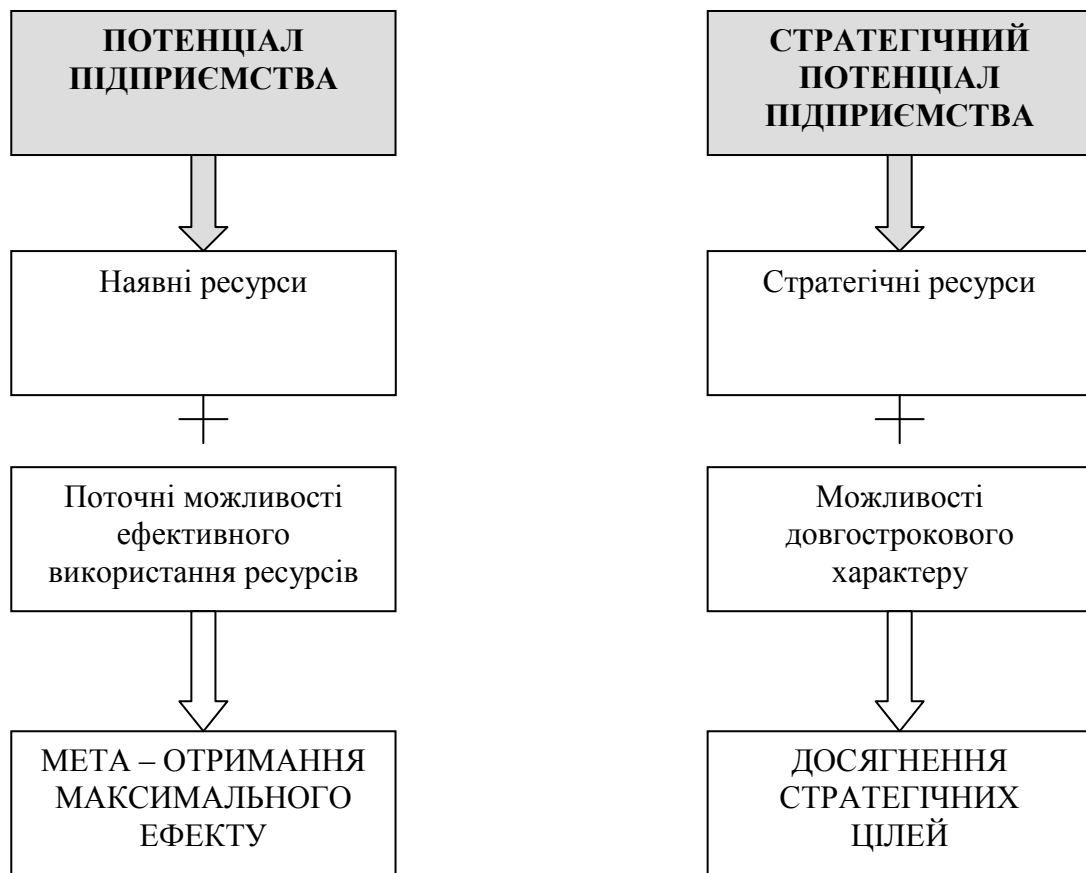 ПОТЕНЦІАЛ
ПІДПРИЄМСТВА
СТРАТЕГІЧНИЙ
ПОТЕНЦІАЛ
ПІДПРИЄМСТВА
Наявні ресурси
Стратегічні ресурси
Поточні можливості
ефективного
використання ресурсів
Можливості
довгострокового
характеру
МЕТА – ОТРИМАННЯ
МАКСИМАЛЬНОГО
ЕФЕКТУ
ДОСЯГНЕННЯ
СТРАТЕГІЧНИХ
ЦІЛЕЙ